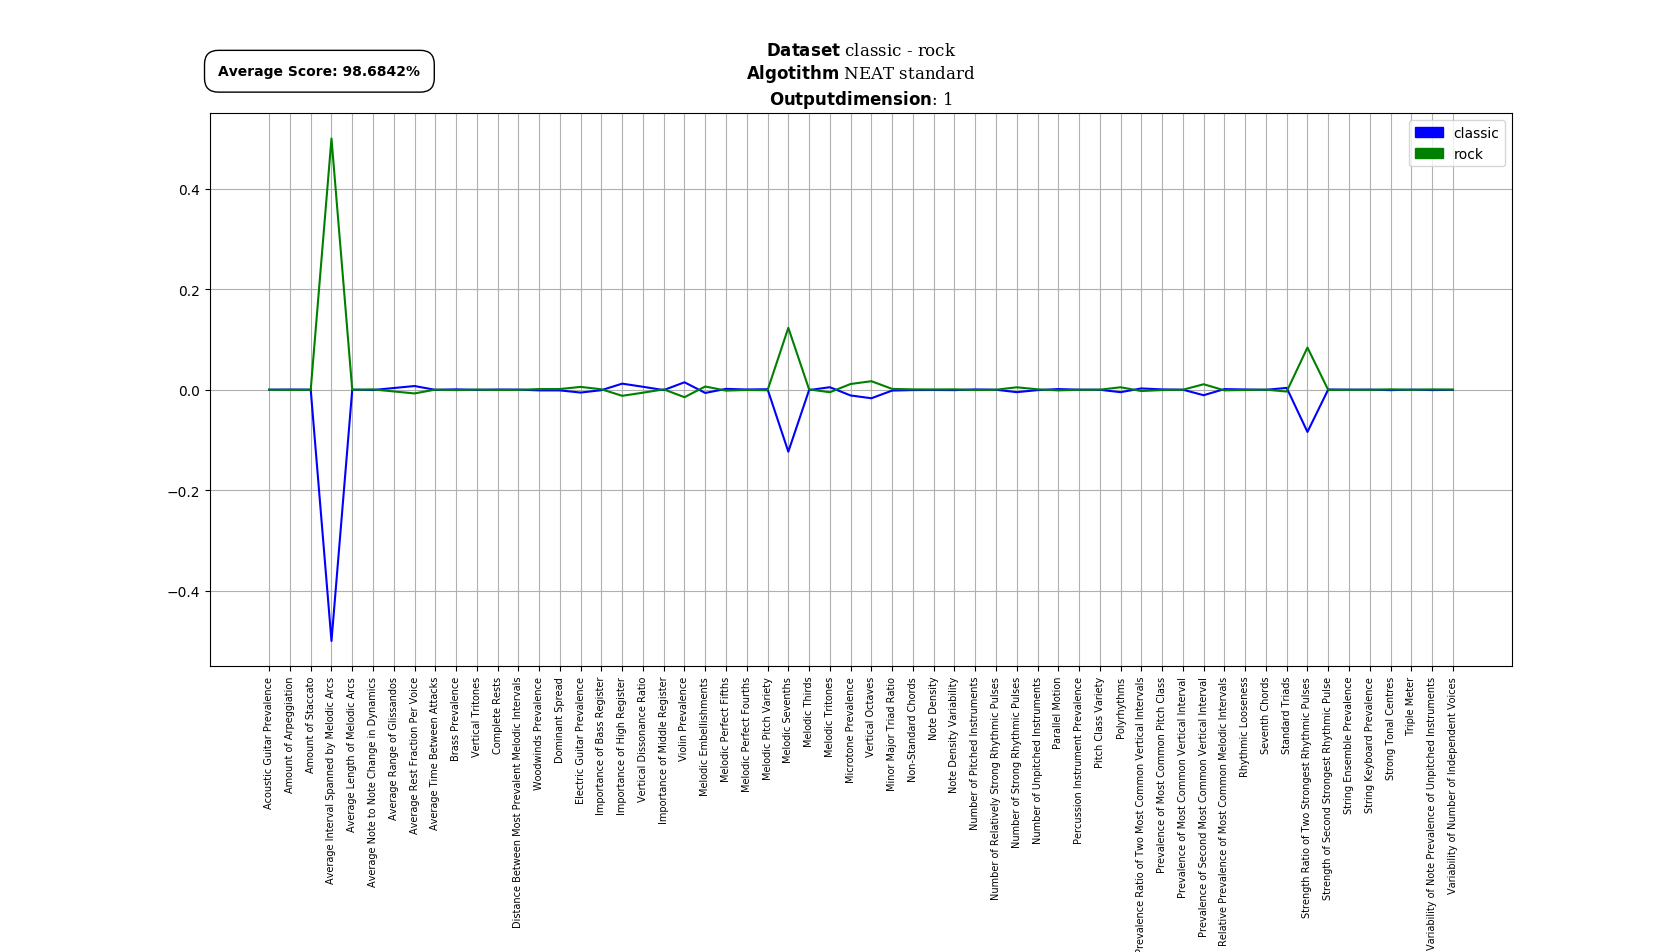 Dataset classic - rock
Average Score: 98.6842%
Algotithm NEAT standard
Outputdimension: 1
classic
rock
0.4
0.2
0.0
−0.2
−0.4
Acoustic Guitar Prevalence
Amount of Arpeggiation
Amount of Staccato
Average Interval Spanned by Melodic Arcs
Average Length of Melodic Arcs
Average Note to Note Change in Dynamics
Average Range of Glissandos
Average Rest Fraction Per Voice
Average Time Between Attacks
Brass Prevalence
Vertical Tritones
Complete Rests
Distance Between Most Prevalent Melodic Intervals
Woodwinds Prevalence
Dominant Spread
Electric Guitar Prevalence
Importance of Bass Register
Importance of High Register
Vertical Dissonance Ratio
Importance of Middle Register
Violin Prevalence
Melodic Embellishments
Melodic Perfect Fifths
Melodic Perfect Fourths
Melodic Pitch Variety
Melodic Sevenths
Melodic Thirds
Melodic Tritones
Microtone Prevalence
Vertical Octaves
Minor Major Triad Ratio
Non-Standard Chords
Note Density
Note Density Variability
Number of Pitched Instruments
Number of Relatively Strong Rhythmic Pulses
Number of Strong Rhythmic Pulses
Number of Unpitched Instruments
Parallel Motion
Percussion Instrument Prevalence
Pitch Class Variety
Polyrhythms
Prevalence Ratio of Two Most Common Vertical Intervals
Prevalence of Most Common Pitch Class
Prevalence of Most Common Vertical Interval
Prevalence of Second Most Common Vertical Interval
Relative Prevalence of Most Common Melodic Intervals
Rhythmic Looseness
Seventh Chords
Standard Triads
Strength Ratio of Two Strongest Rhythmic Pulses
Strength of Second Strongest Rhythmic Pulse
String Ensemble Prevalence
String Keyboard Prevalence
Strong Tonal Centres
Triple Meter
Variability of Note Prevalence of Unpitched Instruments
Variability of Number of Independent Voices